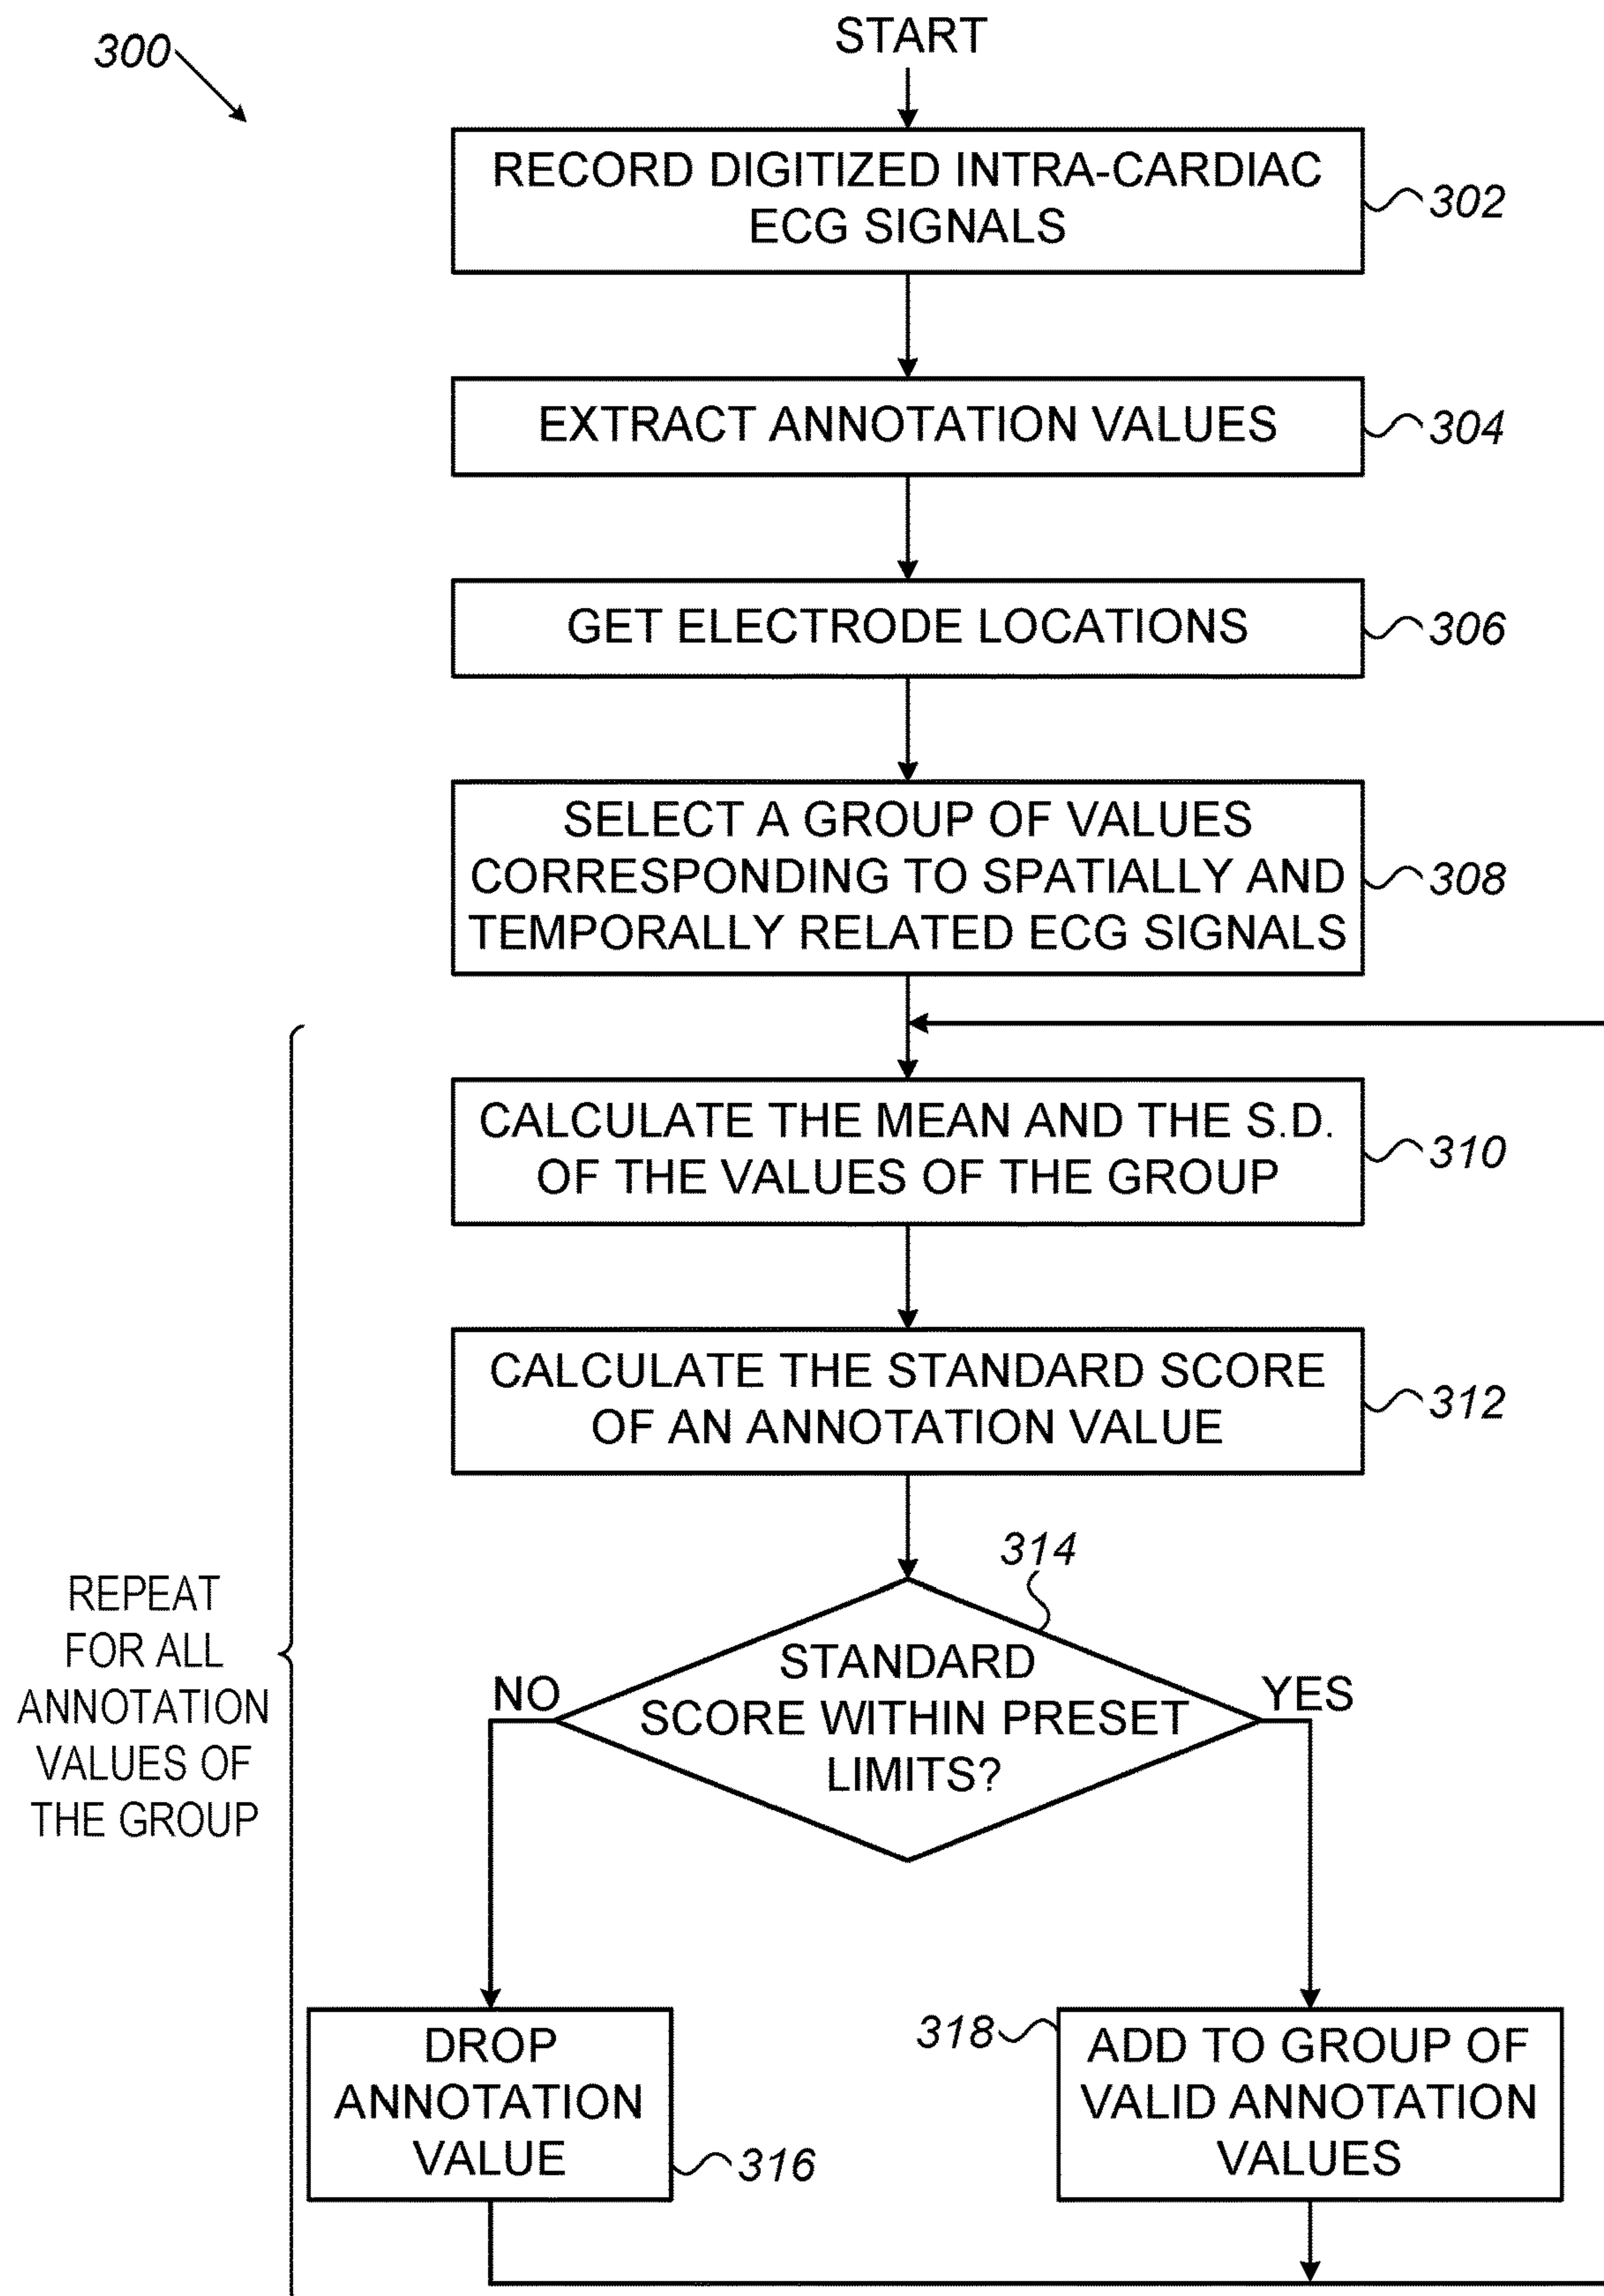 300
START
RECORD DIGITIZED INTRA-CARDIAC
ECG SIGNALS
302
EXTRACT ANNOTATION VALUES
304
GET ELECTRODE LOCATIONS
306
SELECT A GROUP OF VALUES
CORRESPONDING TO SPATIALLY AND
TEMPORALLY RELATED ECG SIGNALS
308
CALCULATE THE MEAN AND THE S.D.
OF THE VALUES OF THE GROUP
310
CALCULATE THE STANDARD SCORE
OF AN ANNOTATION VALUE
312
314
STANDARD
SCORE WITHIN PRESET
LIMITS?
NO
YES
REPEAT
FOR ALL
ANNOTATION
VALUES OF
THE GROUP
DROP
ANNOTATION
VALUE
316
318
ADD TO GROUP OF
VALID ANNOTATION
VALUES